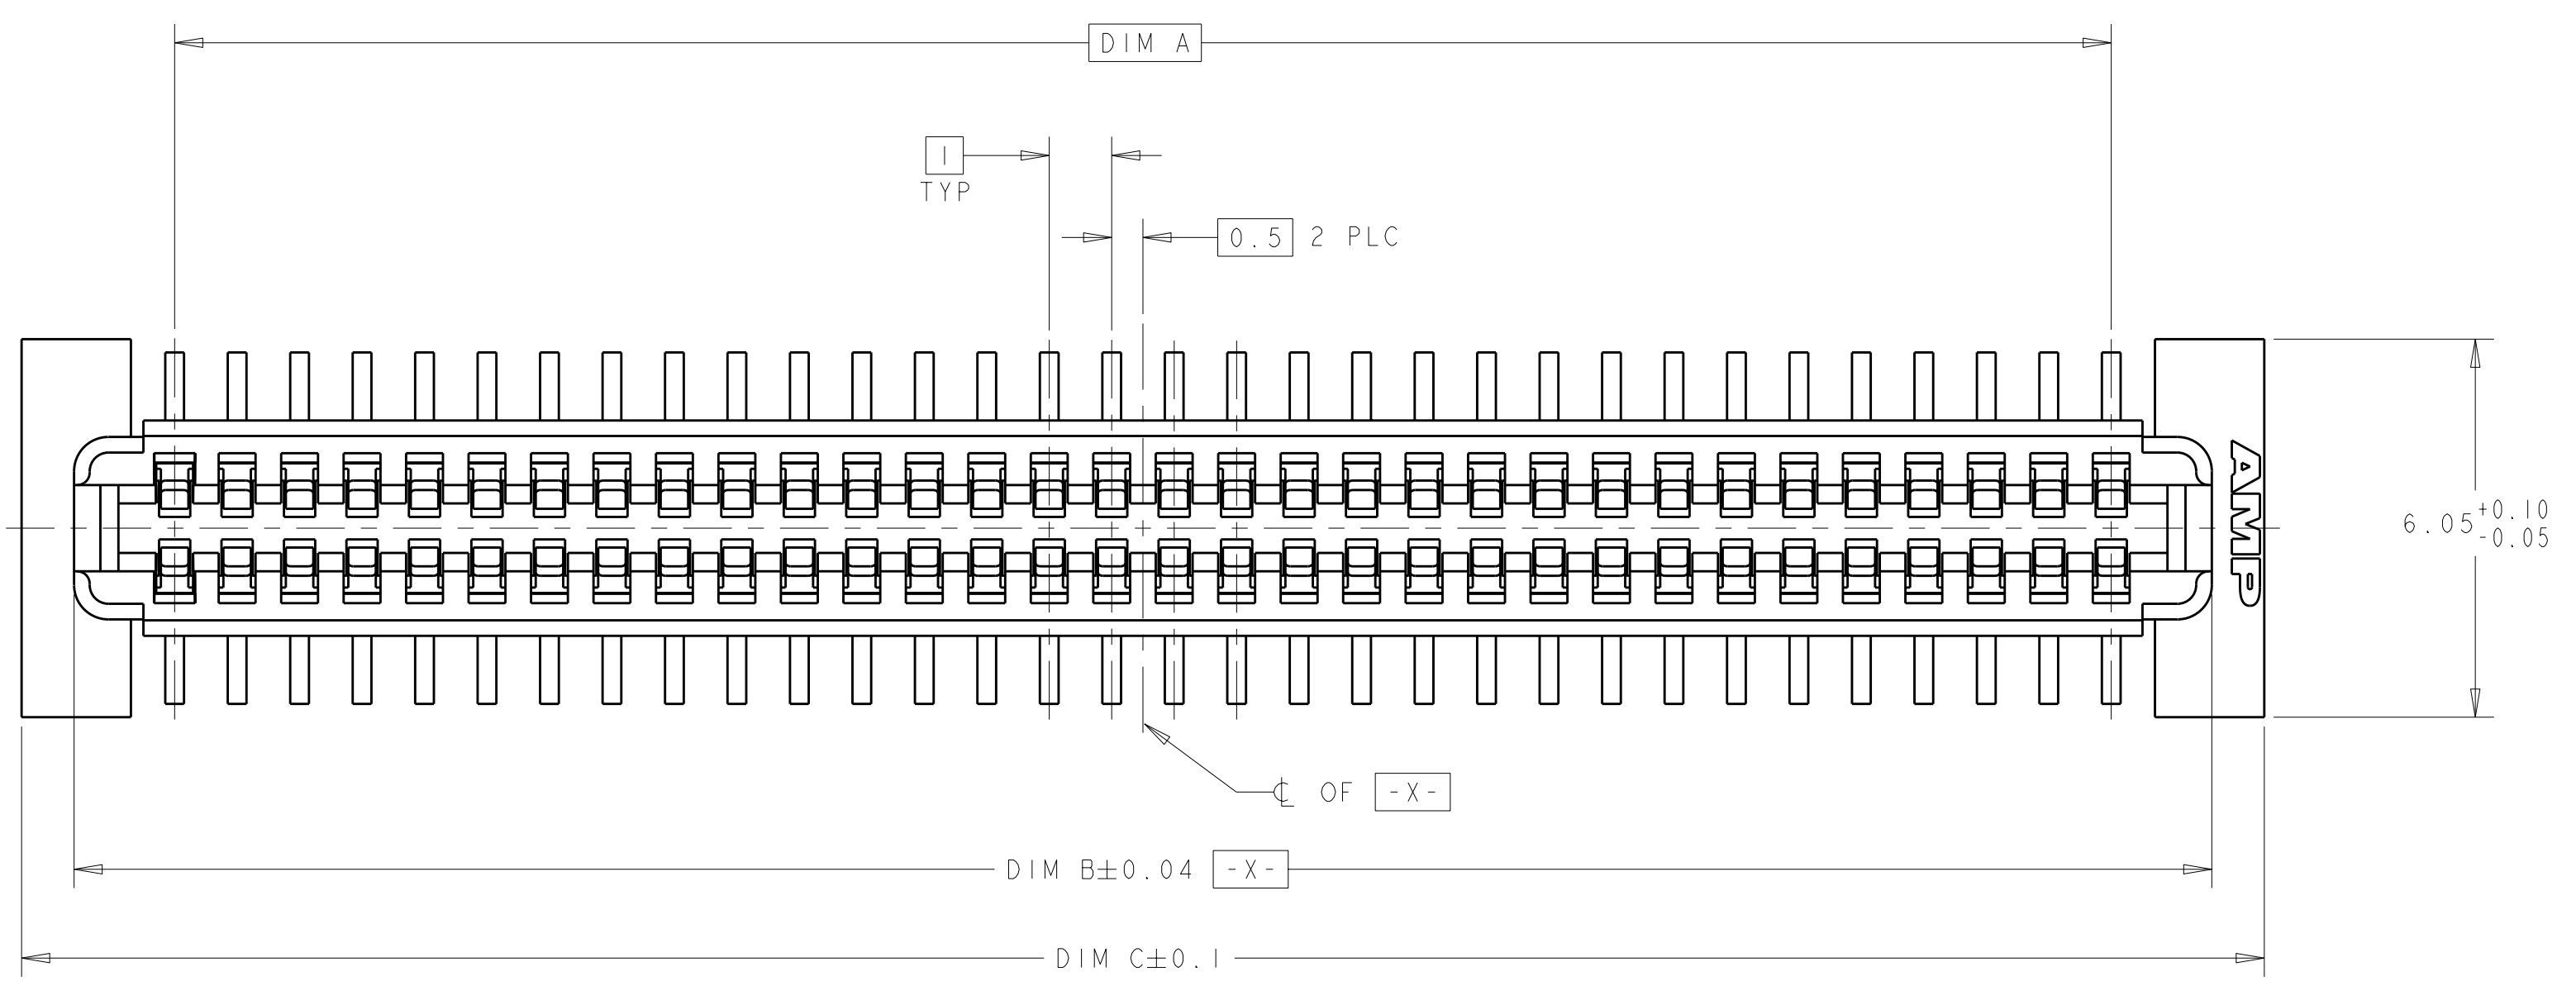 DIM A
1
TYP
0.5 2 PLC
AMP
6.05 +0.10
-0.05
℄ OF -X-
DIM B±0.04 -X-
DIM C±0.1